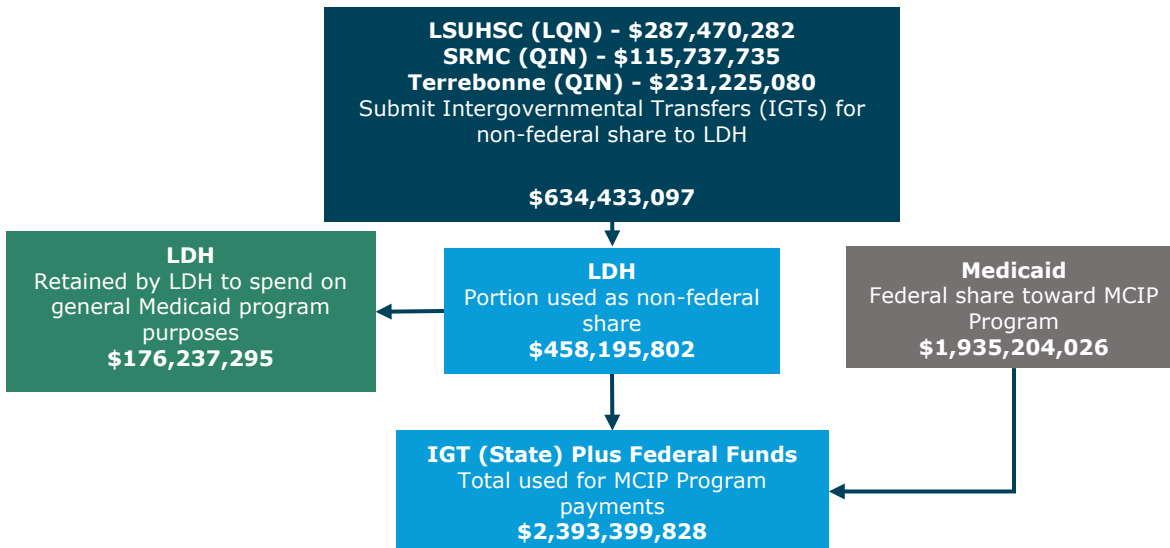 LSUHSC (LQN) - $287,470,282
SRMC (QIN) - $115,737,735
Terrebonne (QIN) - $231,225,080
Submit Intergovernmental Transfers (IGTs) for
non-federal share to LDH
$634,433,097
LDH
Retained by LDH to spend on
general Medicaid program
purposes
$176,237,295
LDH
Portion used as non-federal
share
$458,195,802
Medicaid
Federal share toward MCIP
Program
$1,935,204,026
IGT (State) Plus Federal Funds
Total used for MCIP Program
payments
$2,393,399,828